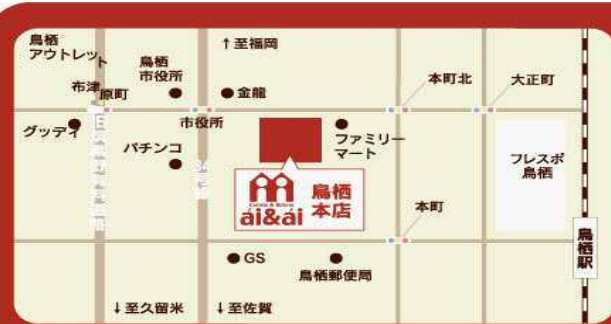 鳥栖
アウトレット
布津
原町
鳥栖
市役所
↑至福岡
金龍
市役所
本町北
大正町
グッディ
パチンコ
ファミリー
マート
フレスポ
鳥栖
ái&ái
鳥栖
本店
本町
GS
鳥栖郵便局
鳥栖駅
↓至久留米
↓至佐賀